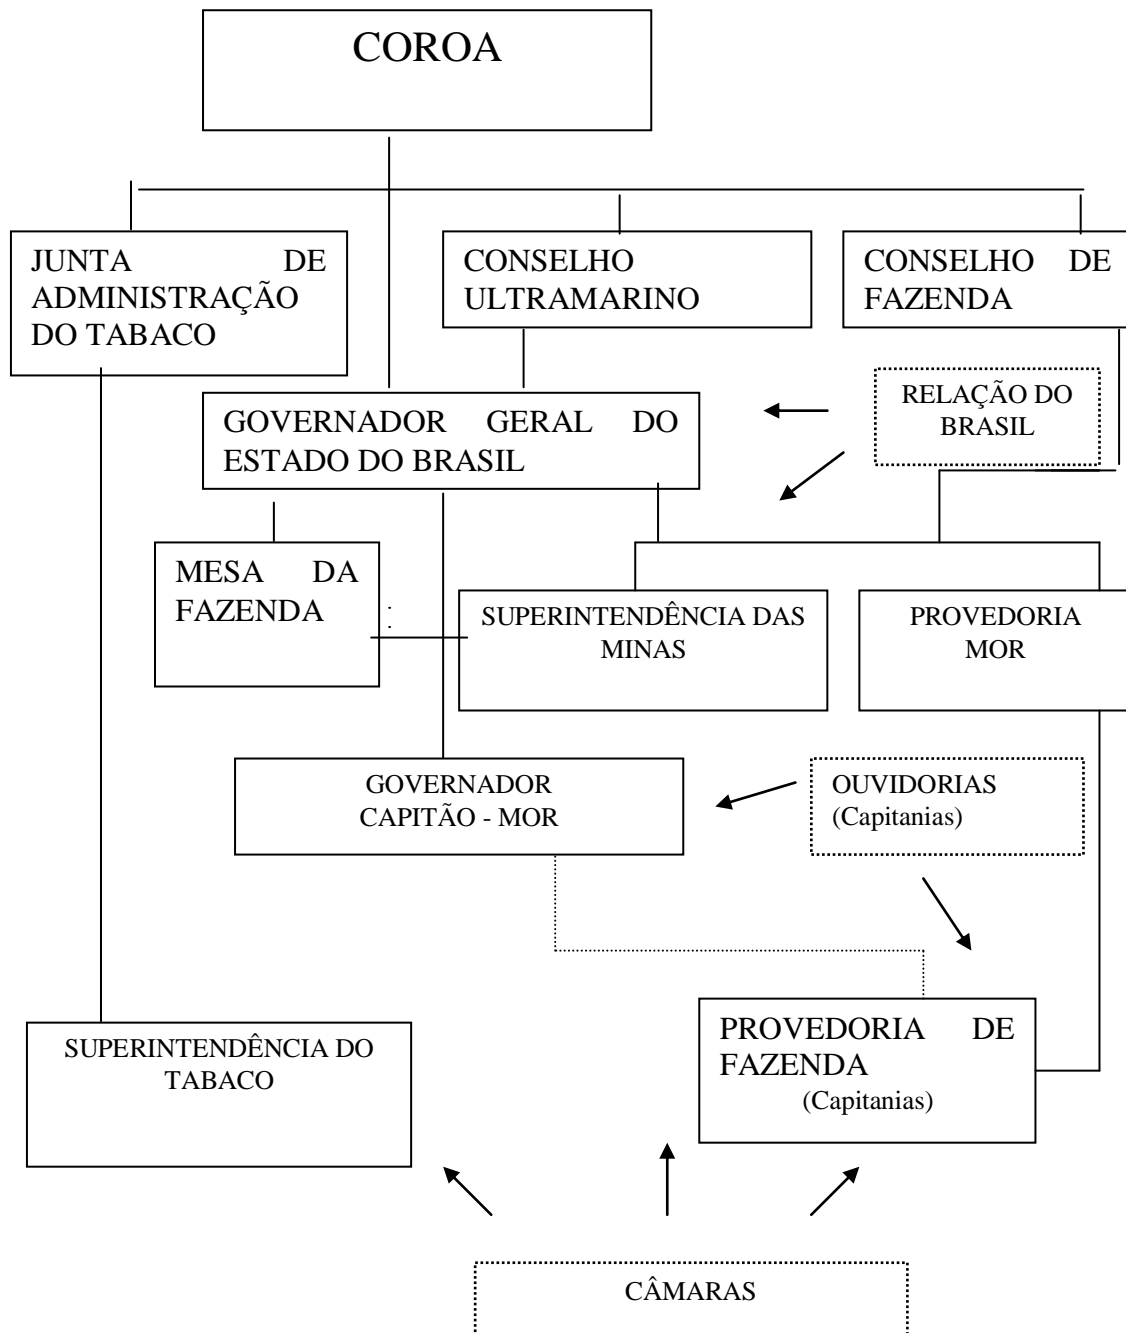 COROA
JUNTA DE
ADMINISTRAÇÃO
DO TABACO
CONSELHO
ULTRAMARINO
CONSELHO DE
FAZENDA
RELAÇÃO DO
BRASIL
GOVERNADOR GERAL DO
ESTADO DO BRASIL
MESA DA
FAZENDA
:
SUPERINTENDÊNCIA DAS
MINAS
PROVEDORIA
MOR
GOVERNADOR
CAPITÃO - MOR
OUVIDORIAS
(Capitanias)
SUPERINTENDÊNCIA DO
TABACO
PROVEDORIA DE
FAZENDA
(Capitanias)
CÂMARAS